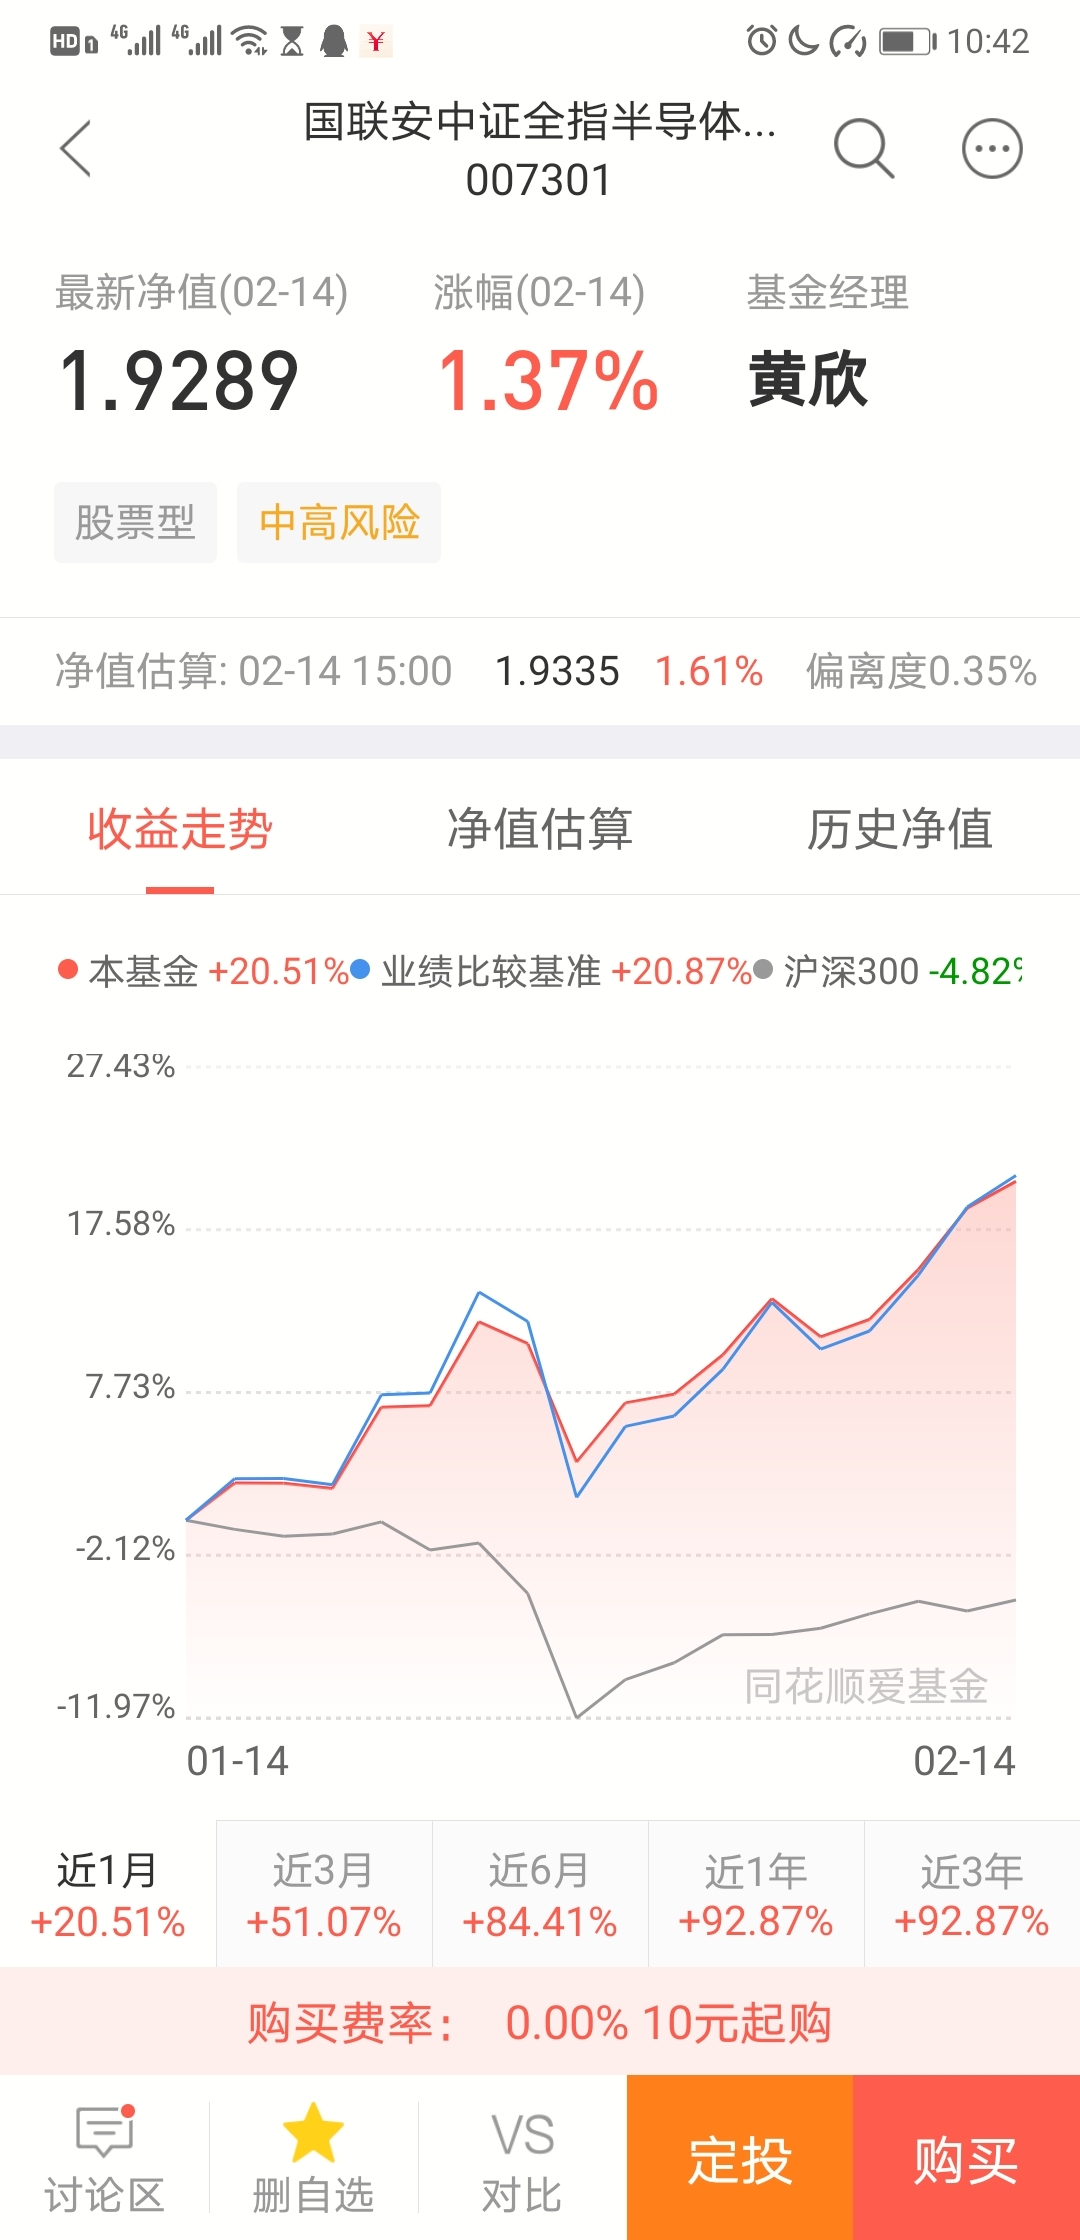 HD 1 4G 4G ¥ 10:42
国联安中证全指半导体...
007301
最新净值(02-14) 涨幅(02-14) 基金经理
1.9289 1.37% 黄欣
股票型 中高风险
净值估算: 02-14 15:00 1.9335 1.61% 偏离度0.35%
收益走势 净值估算 历史净值
本基金 +20.51% 业绩比较基准 +20.87% 沪深300 -4.82%
27.43%
17.58%
7.73%
-2.12%
-11.97%
同花顺爱基金
01-14 02-14
近1月 近3月 近6月 近1年 近3年
+20.51% +51.07% +84.41% +92.87% +92.87%
购买费率： 0.00% 10元起购
讨论区 删自选 VS 对比 定投 购买